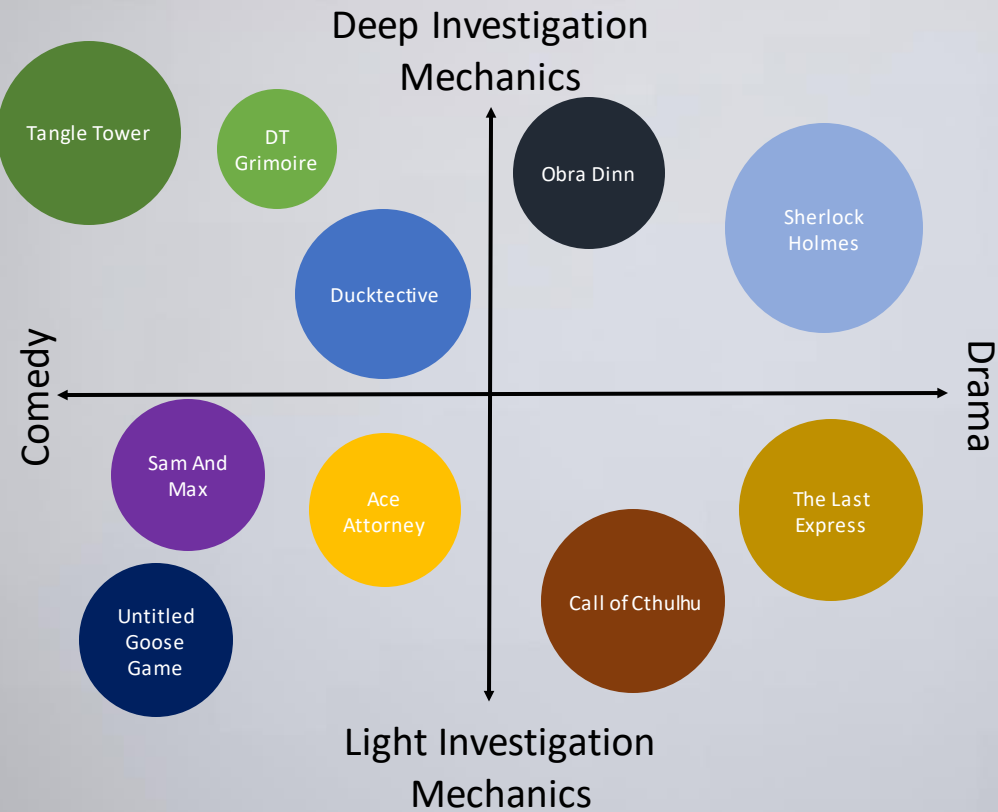 Deep Investigation
Mechanics
Tangle Tower
DT
Grimoire
Obra Dinn
Sherlock
Holmes
Ducktective
Comedy
Drama
Sam And
Max
Ace
Attorney
The Last
Express
Call of Cthulhu
Untitled
Goose
Game
Light Investigation
Mechanics